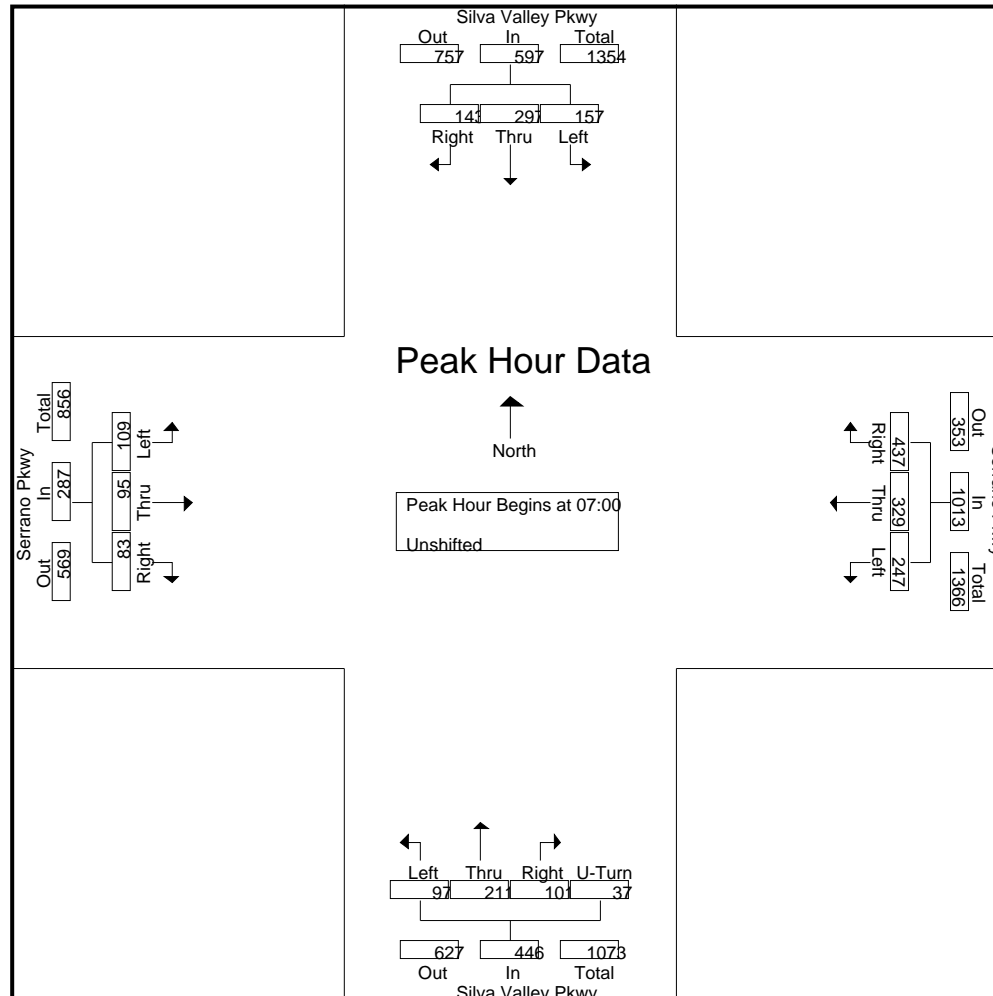 Silva Valley Pkwy
Out In Total
757 597 1354
143 297 157
Right Thru Left
Peak Hour Data
North
Peak Hour Begins at 07:00
Unshifted
Serrano Pkwy
Total In Out
856 287 569
109 95 83
Left Thru Right
Right Thru Left
437 329 247
353 1013 1366
Out In Total
Left Thru Right U-Turn
97 211 101 37
627 446 1073
Out In Total
Silva Valley Pkwy